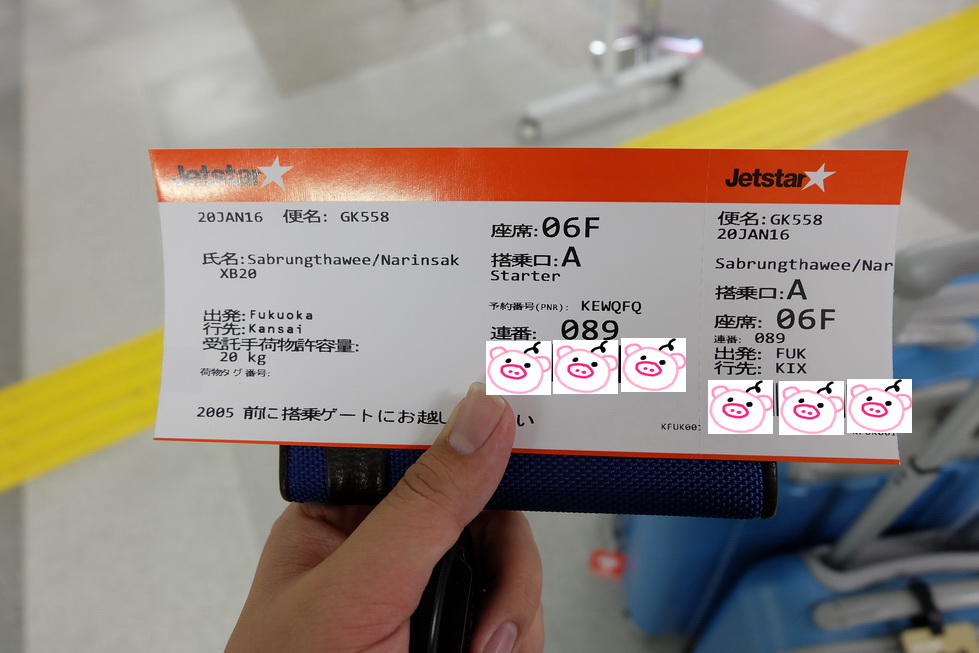 Jetstar
20JAN16 便名: GK558
氏名:Sabrungthawee/Narinsak
XB20
出発:Fukuoka
行先:Kansai
受託手荷物許容量:
20 kg
荷物タグ番号:
2005 前に搭乗ゲートにお越し い
座席:06F
搭乗口:A
Starter
予約番号(PNR): KEWQFQ
連番: 089
KFUK001
Jetstar
便名:GK558
20JAN16
Sabrungthawee/Nar
搭乗口:A
座席: 06F
連番: 089
出発: FUK
行先: KIX